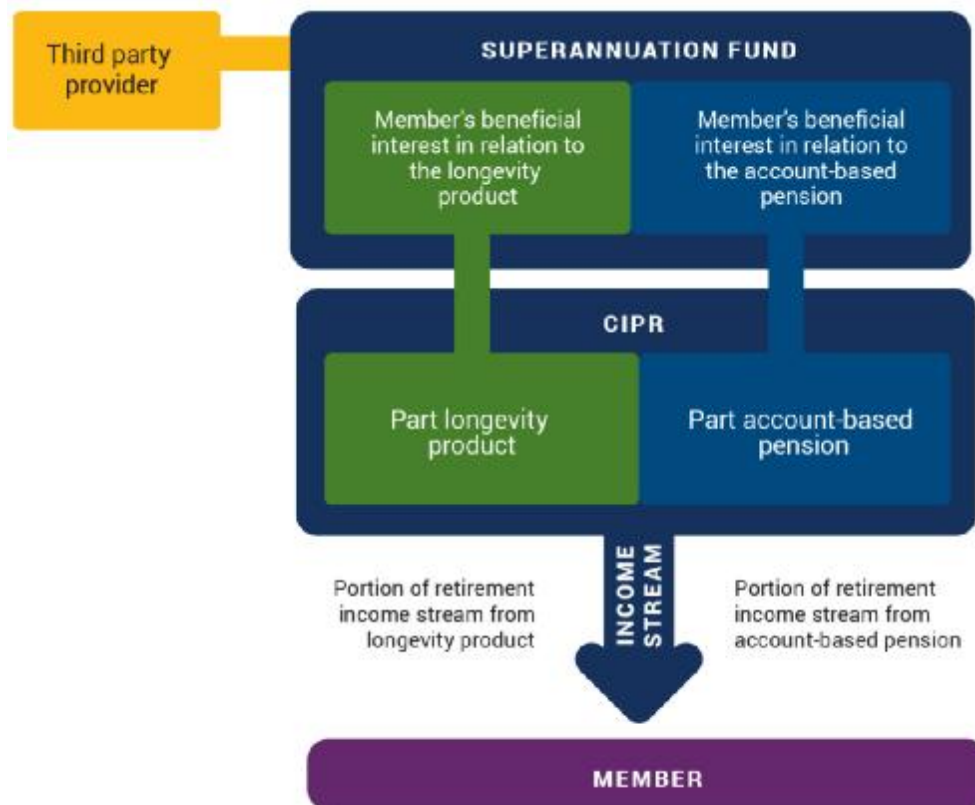 Third party
provider
SUPERANNUATION FUND
Member's beneficial
interest in relation to
the longevity
product
Member's beneficial
interest in relation to
the account-based
pension
CIPR
Part longevity
product
Part account-based
pension
Portion of retirement
income stream from
longevity product
INCOME
STREAM
Portion of retirement
income stream from
account-based pension
MEMBER